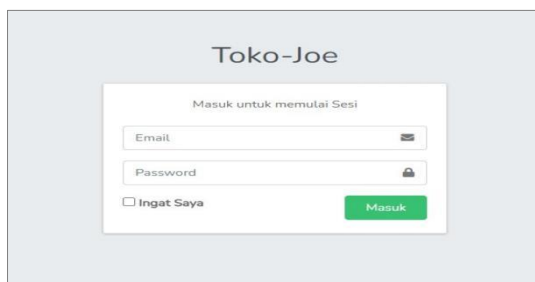 Toko-Joe
Masuk untuk memulai Sesi
Email
Password
Ingat Saya
Masuk